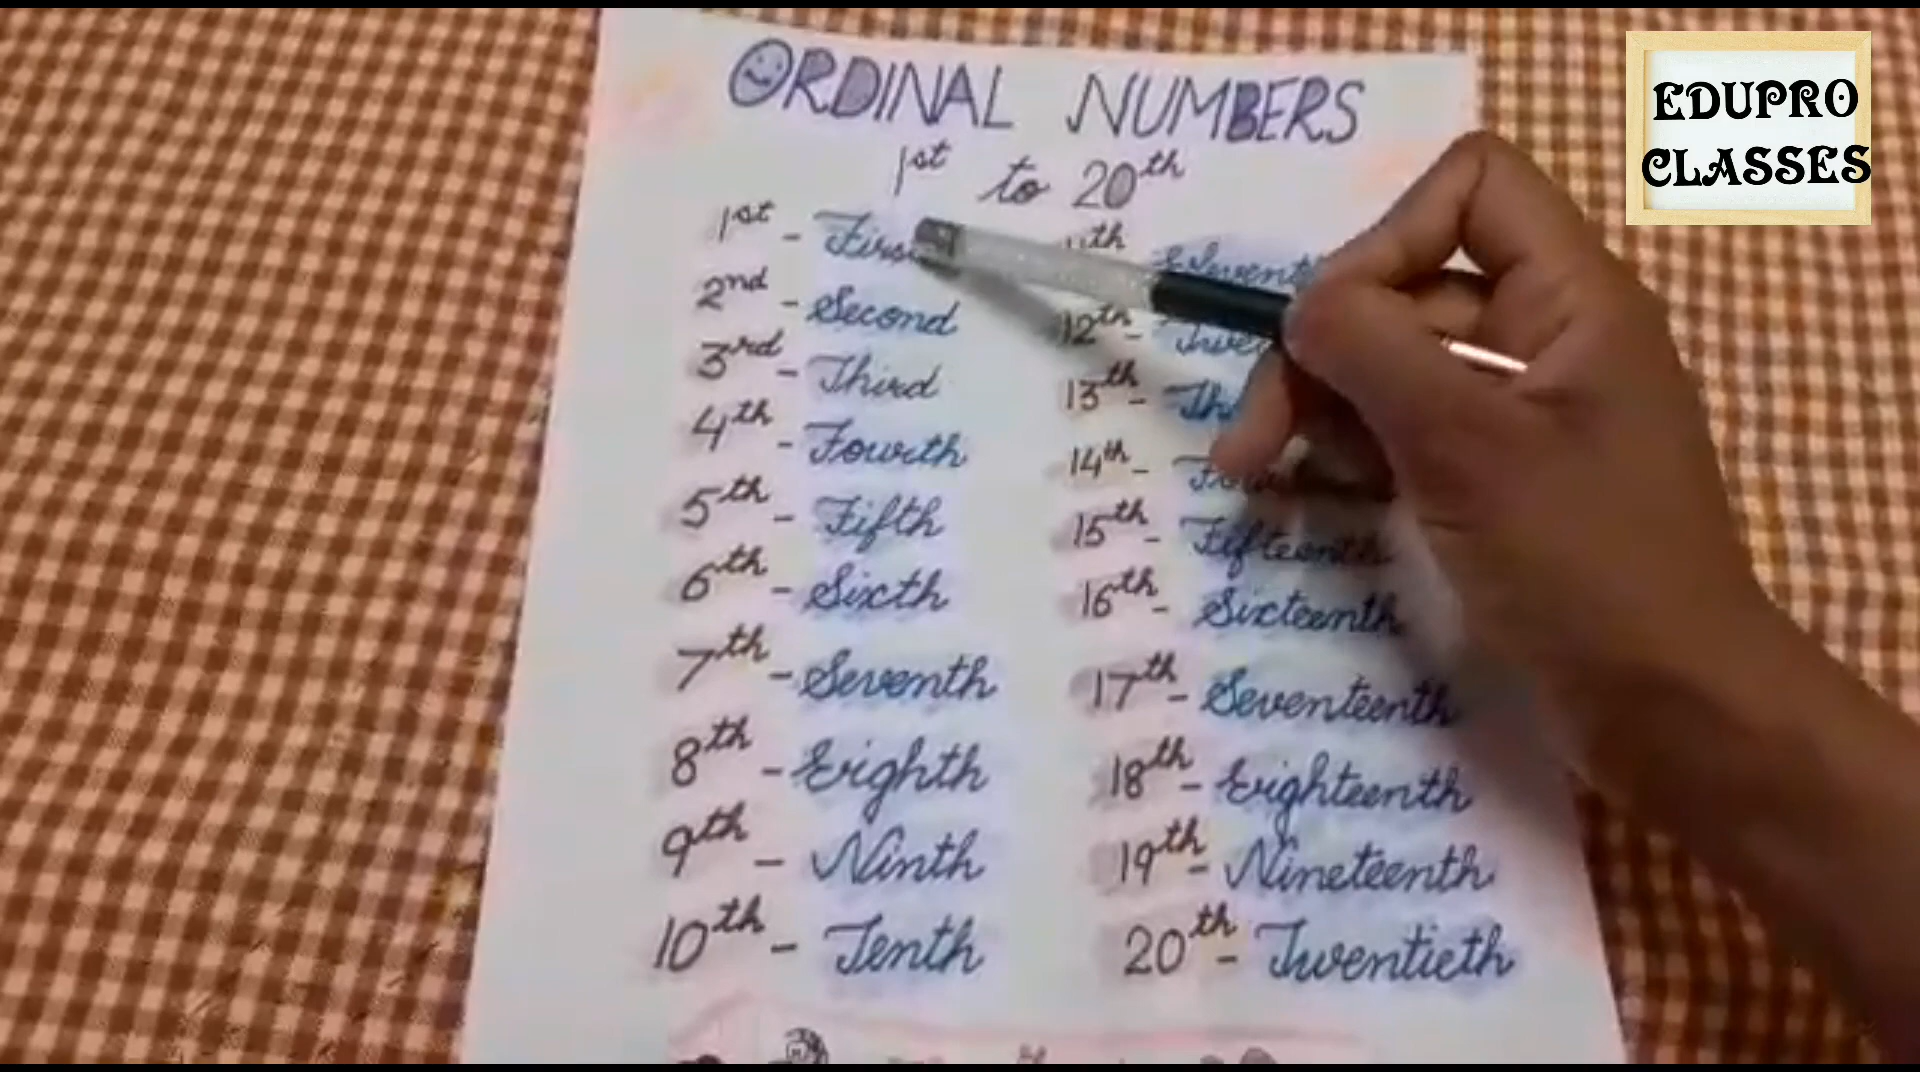 ORDINAL NUMBERS
1st to 20th
1st -
2nd - Second
3rd - Third
4th - Fourth
5th - Fifth
6th - Sixth
7th - Seventh
8th - Eighth
9th - Ninth
10th - Tenth
11th
12th -
13th -
14th -
15th - Fifteenth
16th - Sixteenth
17th - Seventeenth
18th - Eighteenth
19th - Nineteenth
20th - Twentieth
EDUPRO
CLASSES